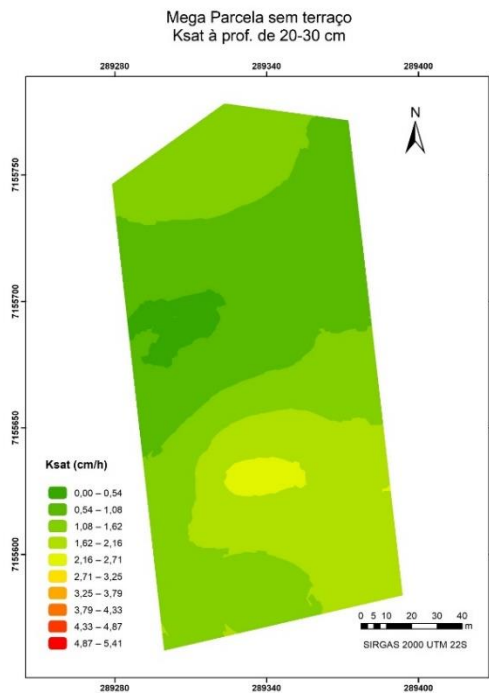 Mega Parcela sem terraço
Ksat à prof. de 20-30 cm
289280 289340 289400
N
7155750
7155700
7155650
7155600
Ksat (cm/h)
0,00 – 0,54
0,54 – 1,08
1,08 – 1,62
1,62 – 2,16
2,16 – 2,71
2,71 – 3,25
3,25 – 3,79
3,79 – 4,33
4,33 – 4,87
4,87 – 5,41
0 5 10 20 30 40
m
SIRGAS 2000 UTM 22S
289280 289340 289400